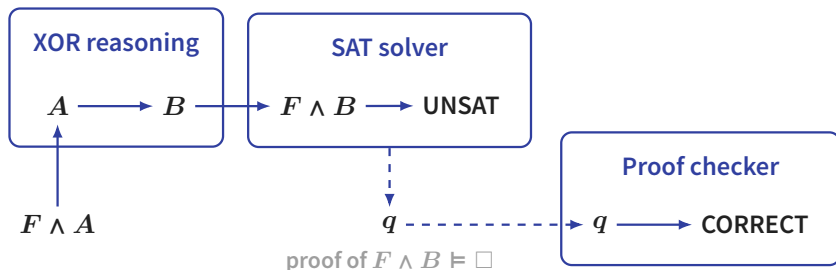 XOR reasoning
SAT solver
A B F ∧ B UNSAT
Proof checker
F ∧ A q q CORRECT
proof of F ∧ B ⊨ □